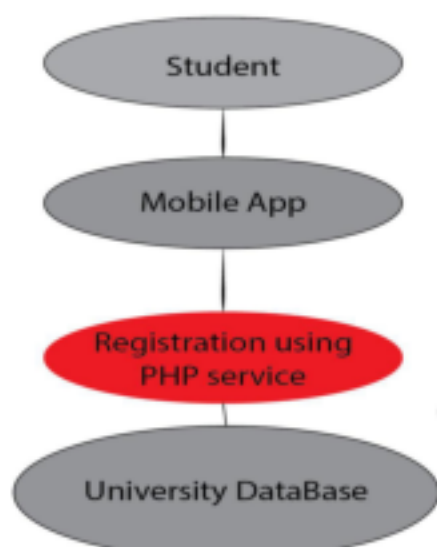 Student
Mobile App
Registration using
PHP service
University DataBase